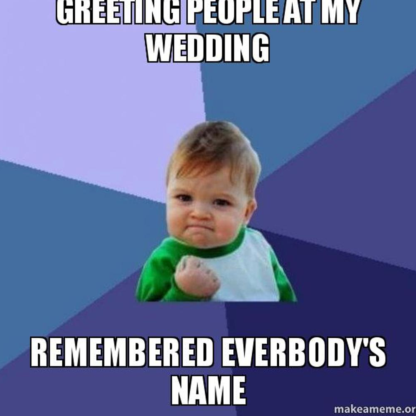 GREETING PEOPLE AT MY
WEDDING
REMEMBERED EVERBODY'S
NAME
makeameme.or